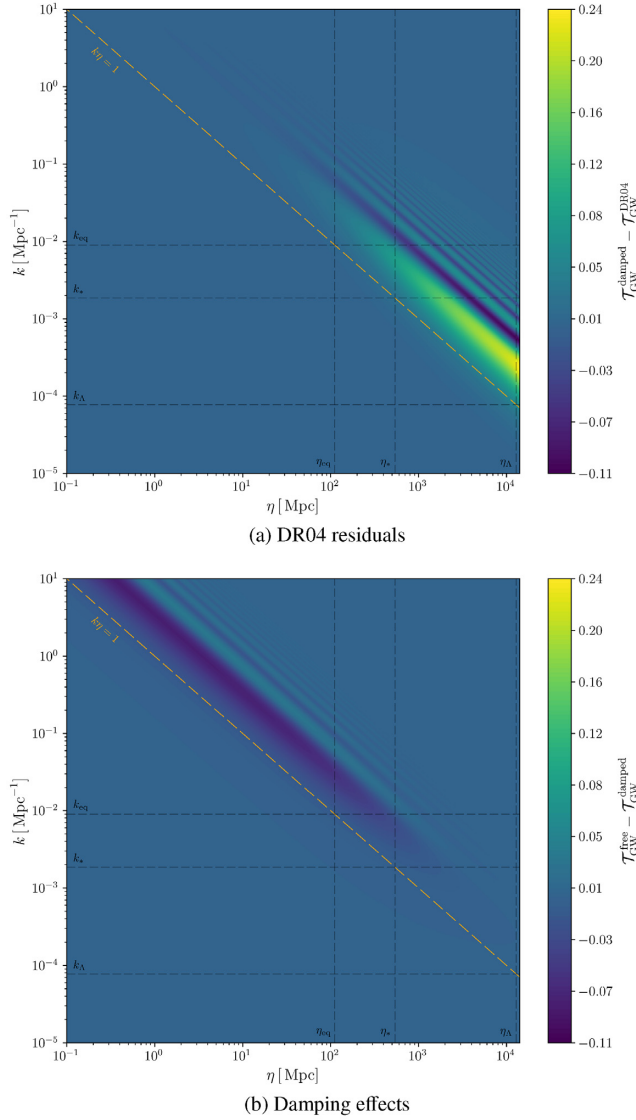 10^1
10^0
10^{-1}
10^{-2}
10^{-3}
10^{-4}
10^{-5}
k [ Mpc^{-1}]
kη = 1
k_eq
k_*
k_Λ
η_eq
η_*
η_Λ
10^{-1}
10^0
10^1
10^2
10^3
10^4
η [ Mpc]
0.24
0.20
0.16
0.12
0.08
0.05
0.01
−0.03
−0.07
−0.11
𝒯_GW^damped − 𝒯_GW^DR04
(a) DR04 residuals
10^1
10^0
10^{-1}
10^{-2}
10^{-3}
10^{-4}
10^{-5}
k [ Mpc^{-1}]
kη = 1
k_eq
k_*
k_Λ
η_eq
η_*
η_Λ
10^{-1}
10^0
10^1
10^2
10^3
10^4
η [ Mpc]
0.24
0.20
0.16
0.12
0.08
0.05
0.01
−0.03
−0.07
−0.11
𝒯_GW^free − 𝒯_GW^damped
(b) Damping effects